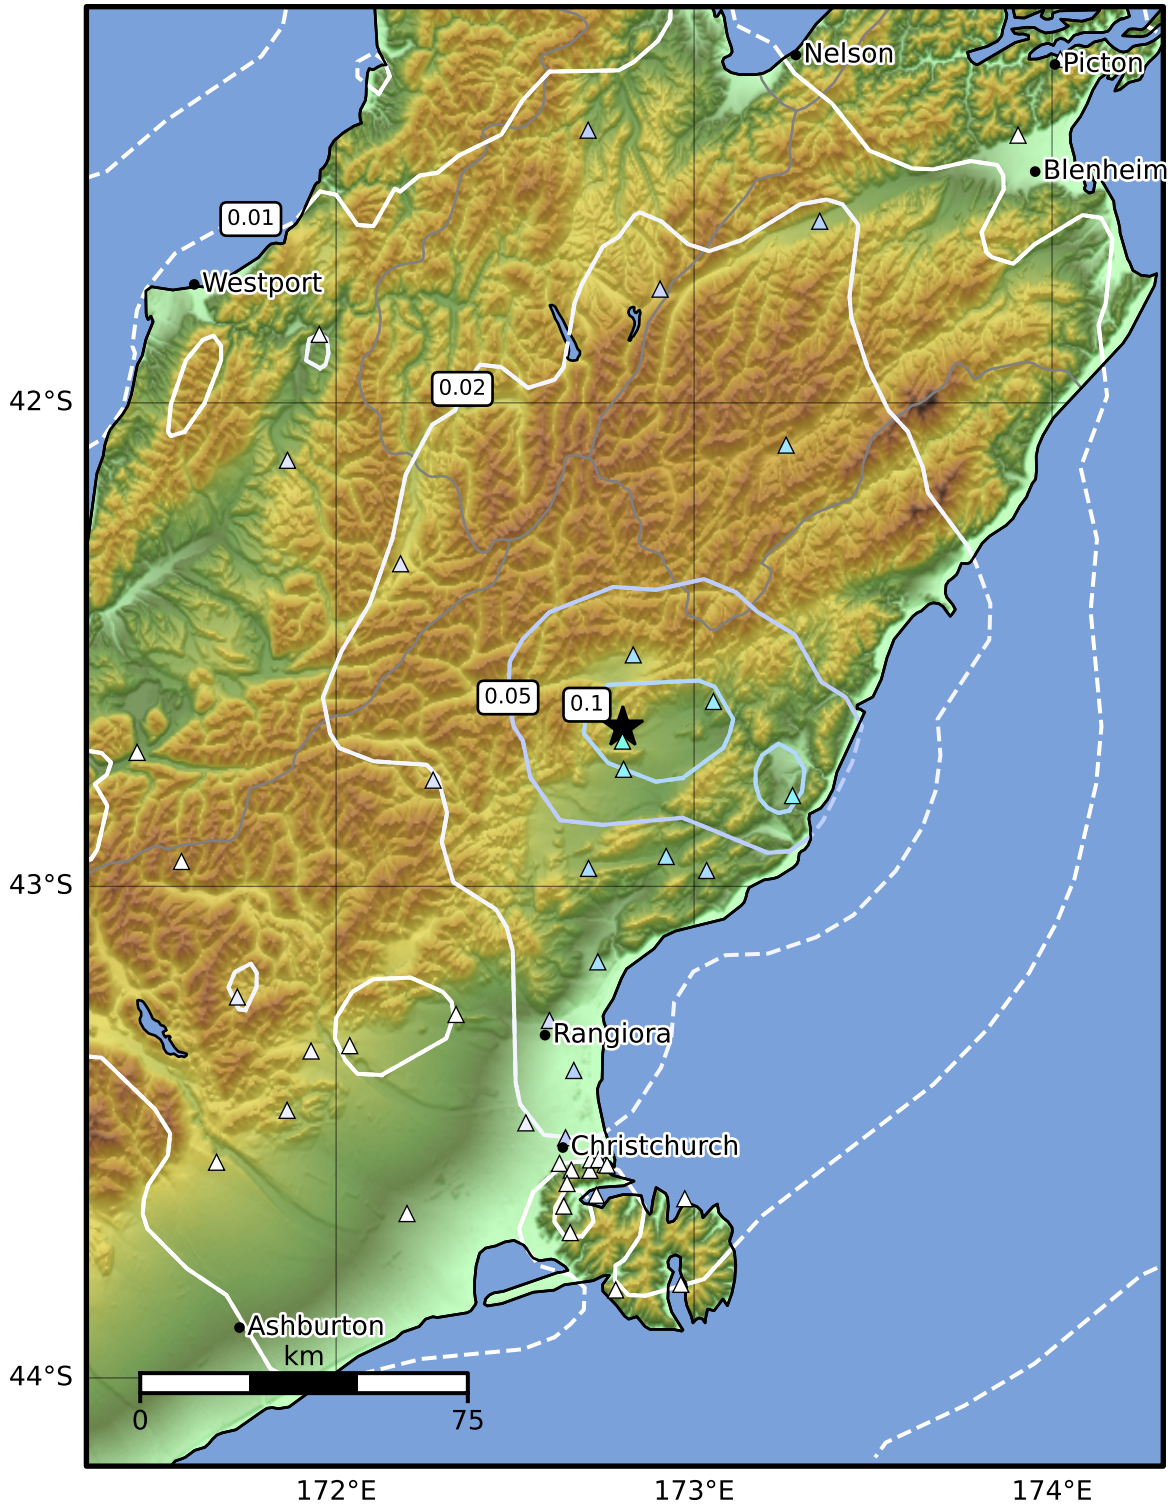 Nelson
Picton
Blenheim
0.01
Westport
42°S
0.02
0.05
0.1
43°S
Rangiora
Christchurch
Ashburton
km
44°S
0
75
172°E
173°E
174°E